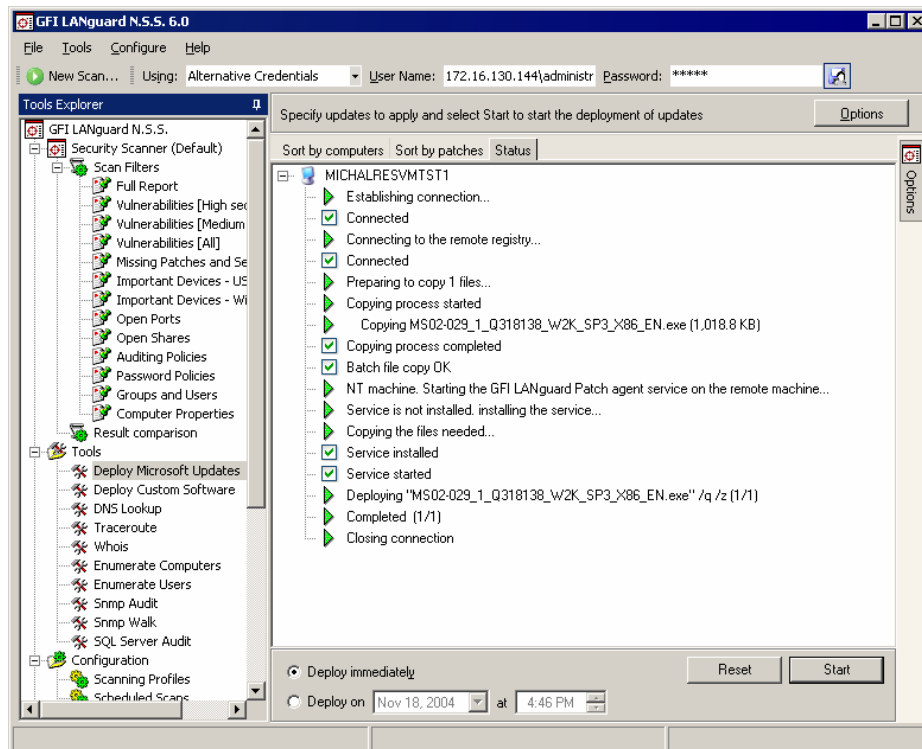 GFI LANguard N.S.S. 6.0
File Tools Configure Help
New Scan... Using: Alternative Credentials User Name: 172.16.130.144\administr Password: *****
Tools Explorer
GFI LANguard N.S.S.
Security Scanner (Default)
Scan Filters
Full Report
Vulnerabilities [High sec
Vulnerabilities [Medium
Vulnerabilities [All]
Missing Patches and Se
Important Devices - US
Important Devices - Wi
Open Ports
Open Shares
Auditing Policies
Password Policies
Groups and Users
Computer Properties
Result comparison
Tools
Deploy Microsoft Updates
Deploy Custom Software
DNS Lookup
Traceroute
Whois
Enumerate Computers
Enumerate Users
Snmp Audit
Snmp Walk
SQL Server Audit
Configuration
Scanning Profiles
Scheduled Scans
Specify updates to apply and select Start to start the deployment of updates
Options
Sort by computers Sort by patches Status
MICHALRESVMTST1
Establishing connection...
Connected
Connecting to the remote registry...
Connected
Preparing to copy 1 files...
Copying process started
Copying MS02-029_1_Q318138_W2K_SP3_X86_EN.exe (1,018.8 KB)
Copying process completed
Batch file copy OK
NT machine. Starting the GFI LANguard Patch agent service on the remote machine...
Service is not installed. installing the service...
Copying the files needed...
Service installed
Service started
Deploying "MS02-029_1_Q318138_W2K_SP3_X86_EN.exe" /q /z (1/1)
Completed (1/1)
Closing connection
Options
Deploy immediately
Deploy on Nov 18, 2004 at 4:46 PM
Reset Start